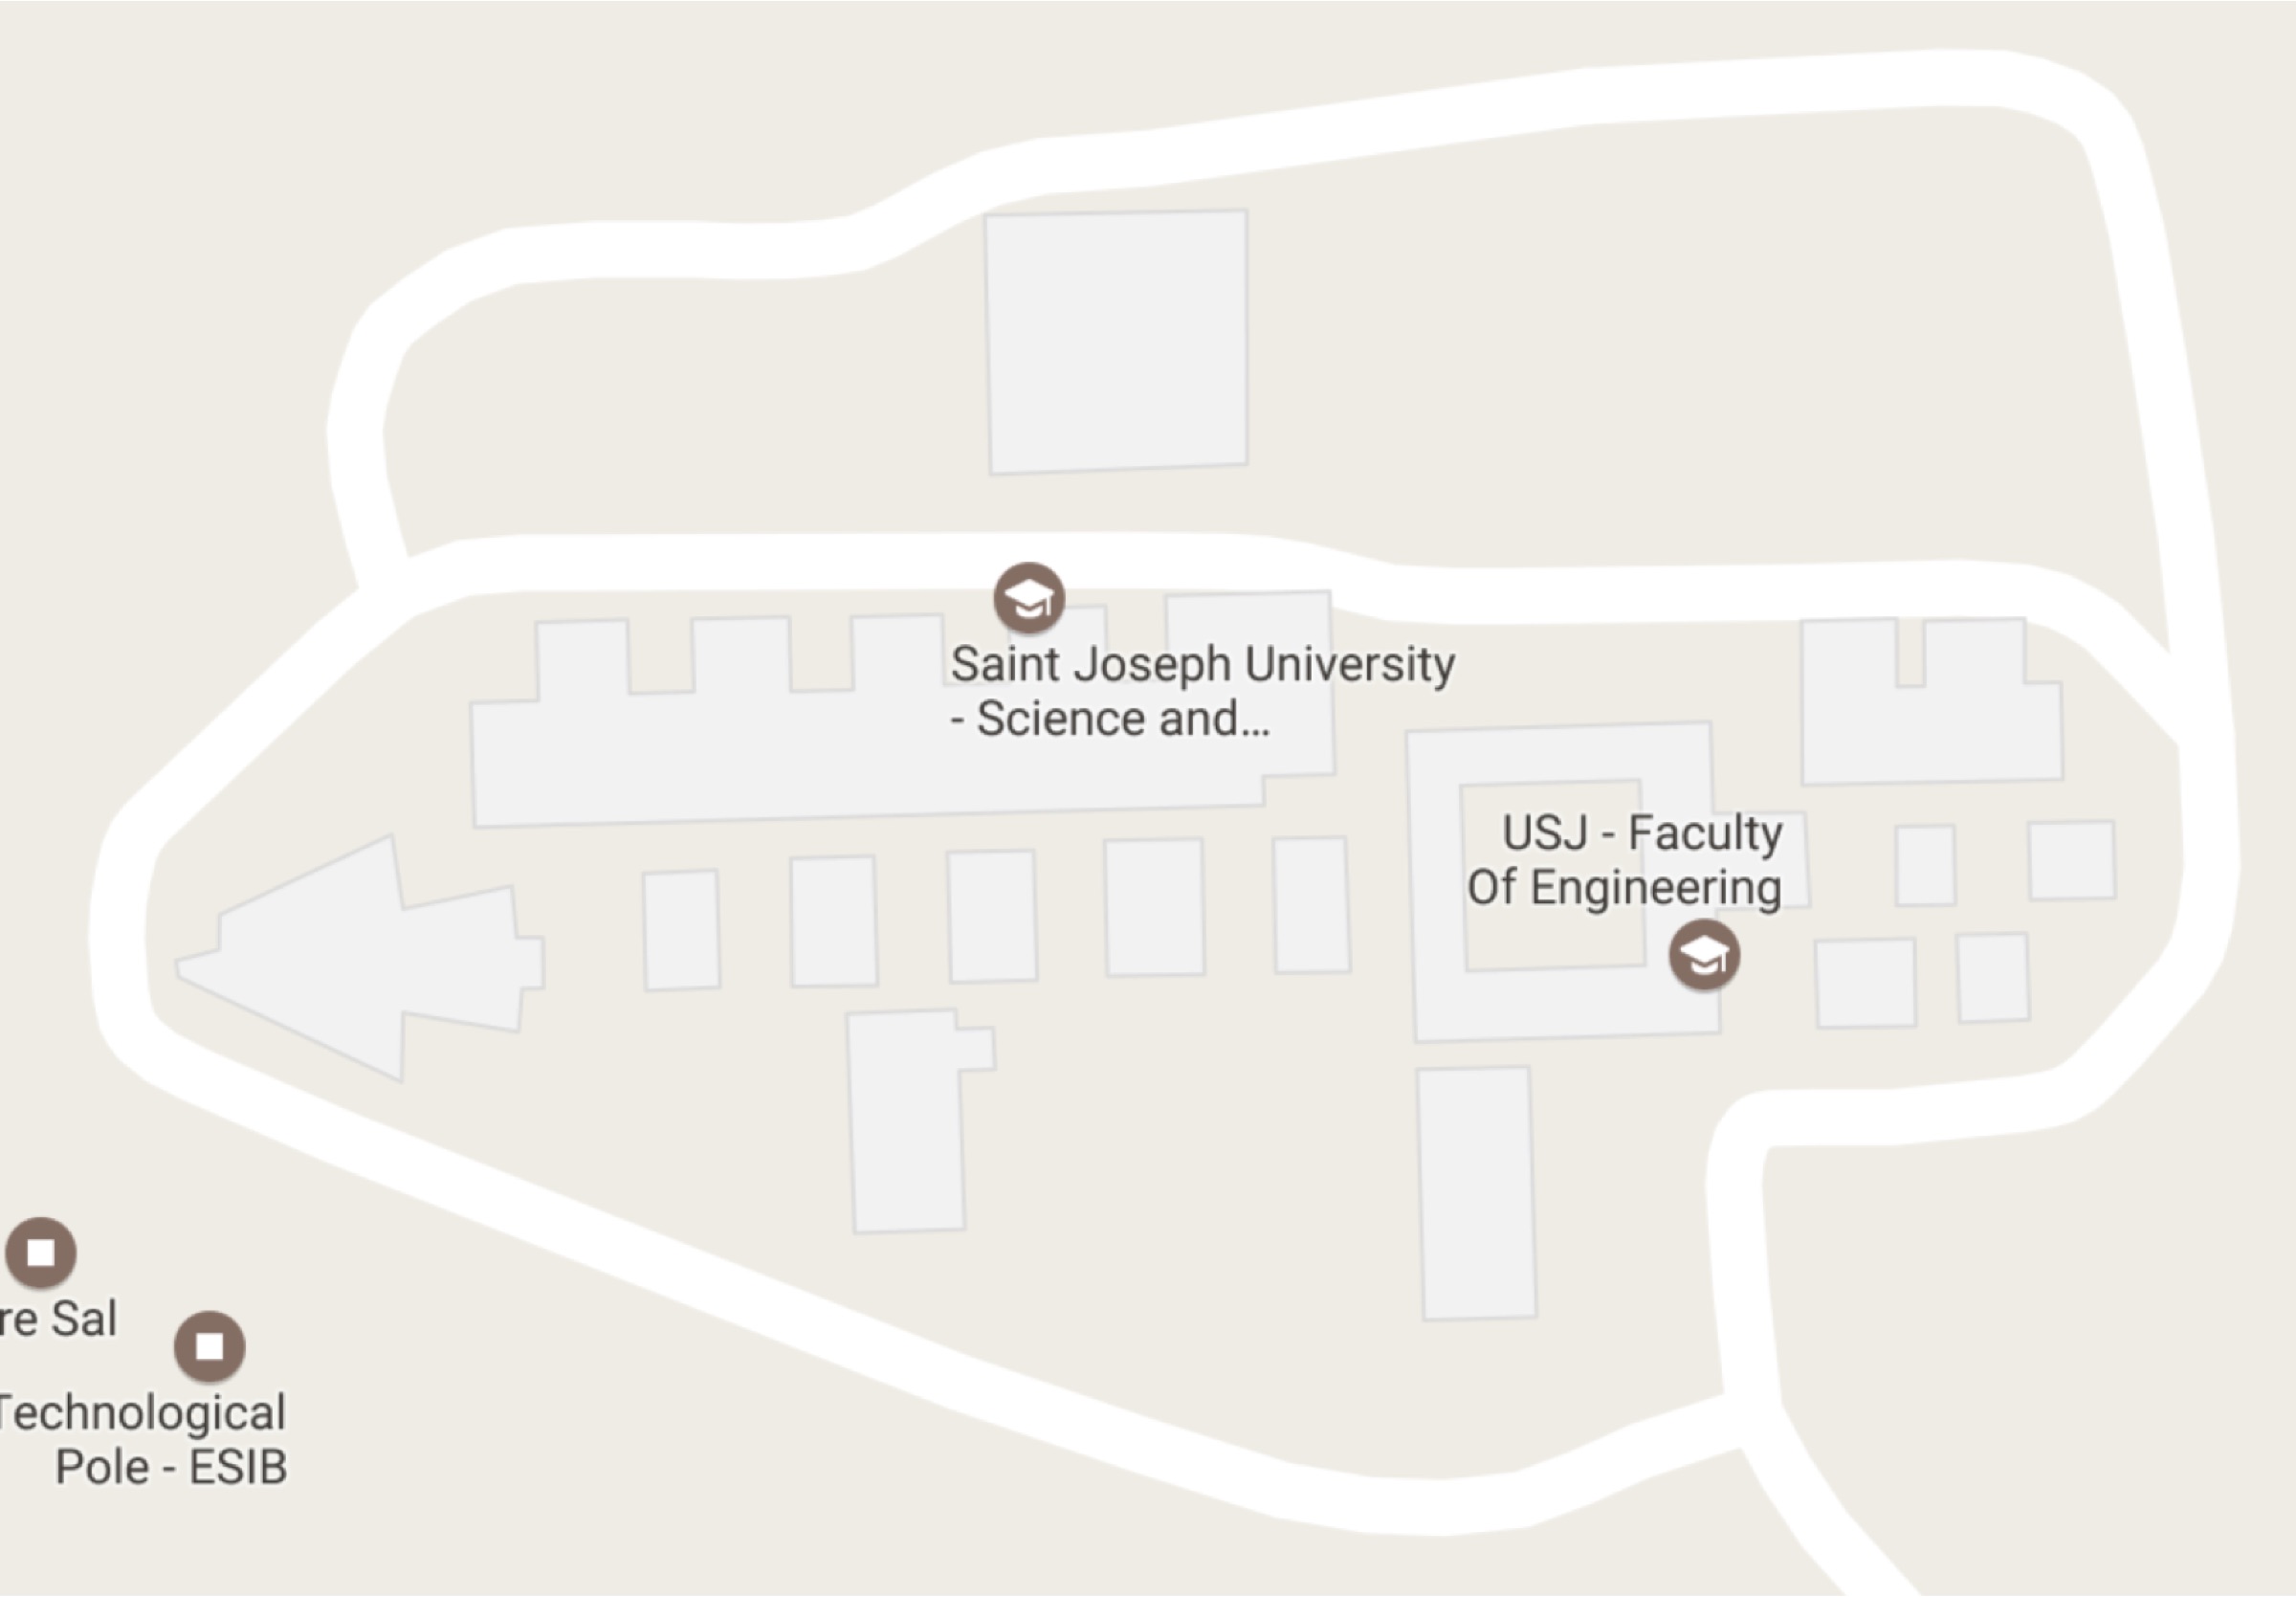 Saint Joseph University
- Science and...
USJ - Faculty
Of Engineering
re Sal
Technological
Pole - ESIB